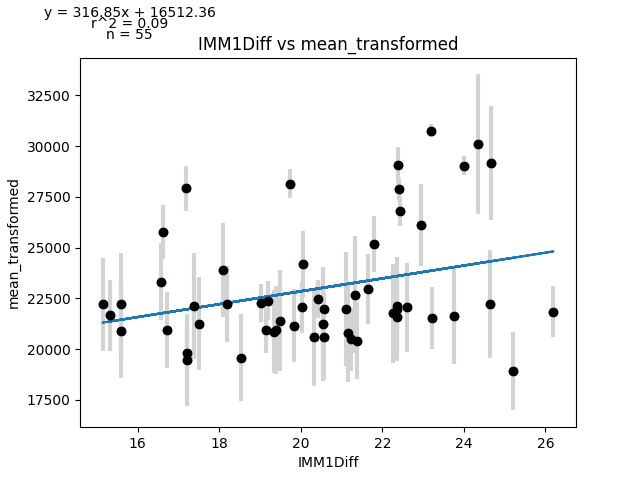 y = 316.85x + 16512.36
r^2 = 0.09
n = 55
IMM1Diff vs mean_transformed
32500
30000
27500
25000
22500
20000
17500
mean_transformed
16 18 20 22 24 26
IMM1Diff